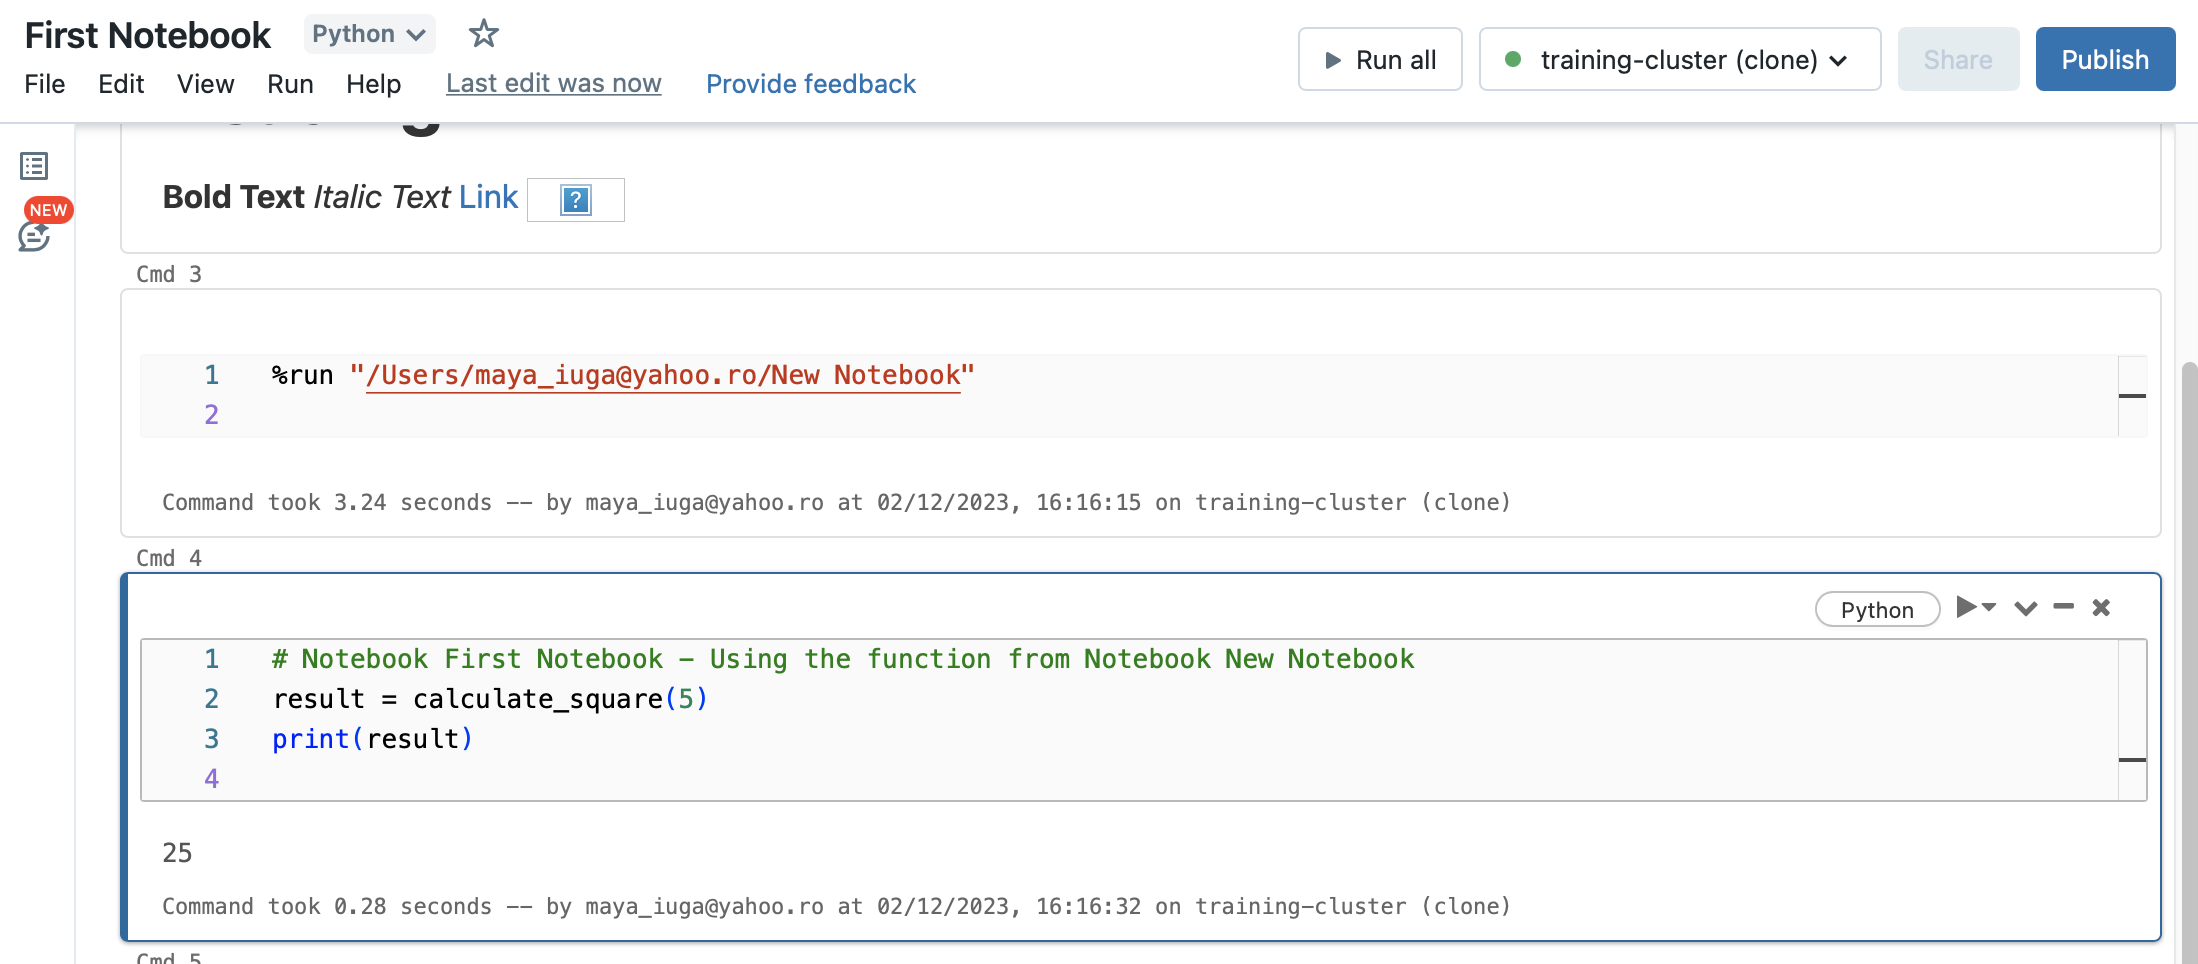 First Notebook Python
File Edit View Run Help Last edit was now Provide feedback
Run all training-cluster (clone) Share Publish
NEW
Bold Text Italic Text Link ?
Cmd 3
1 %run "/Users/maya_iuga@yahoo.ro/New Notebook"
2
Command took 3.24 seconds -- by maya_iuga@yahoo.ro at 02/12/2023, 16:16:15 on training-cluster (clone)
Cmd 4
Python
1 # Notebook First Notebook - Using the function from Notebook New Notebook
2 result = calculate_square(5)
3 print(result)
4
25
Command took 0.28 seconds -- by maya_iuga@yahoo.ro at 02/12/2023, 16:16:32 on training-cluster (clone)
Cmd 5